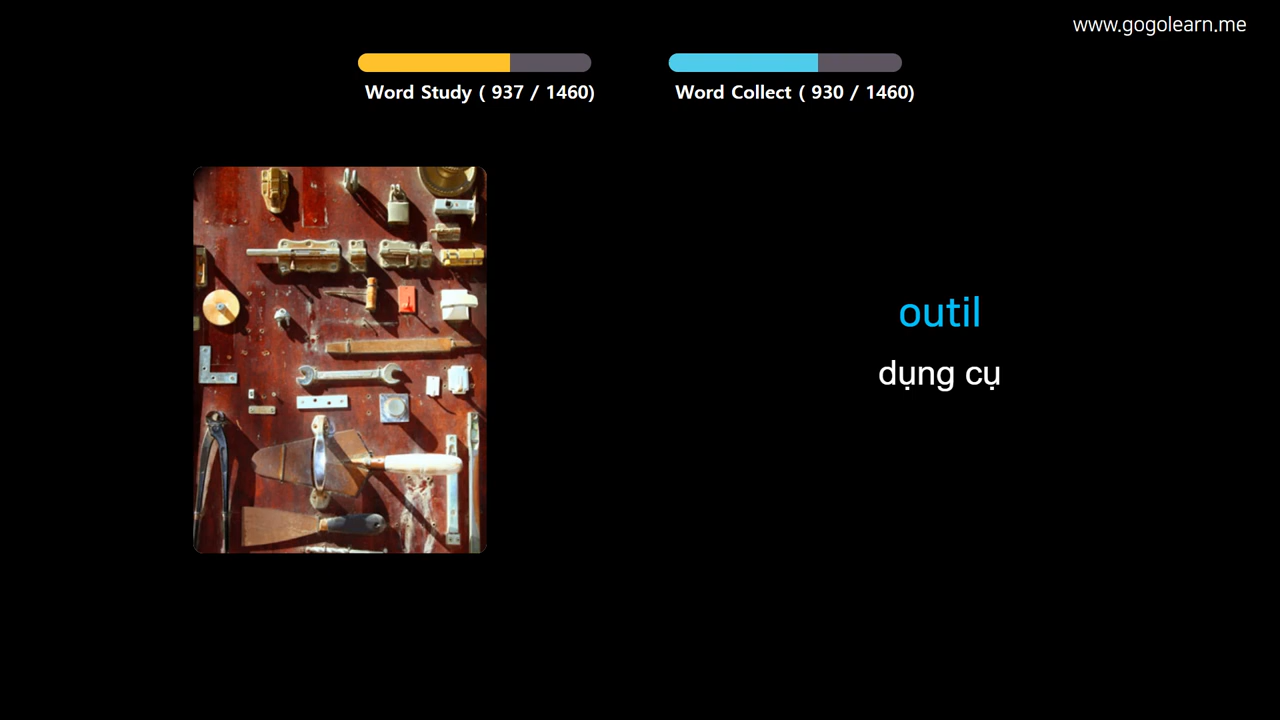 www.gogolearn.me
Word Study ( 937 / 1460)
Word Collect ( 930 / 1460)
outil
dụng cụ